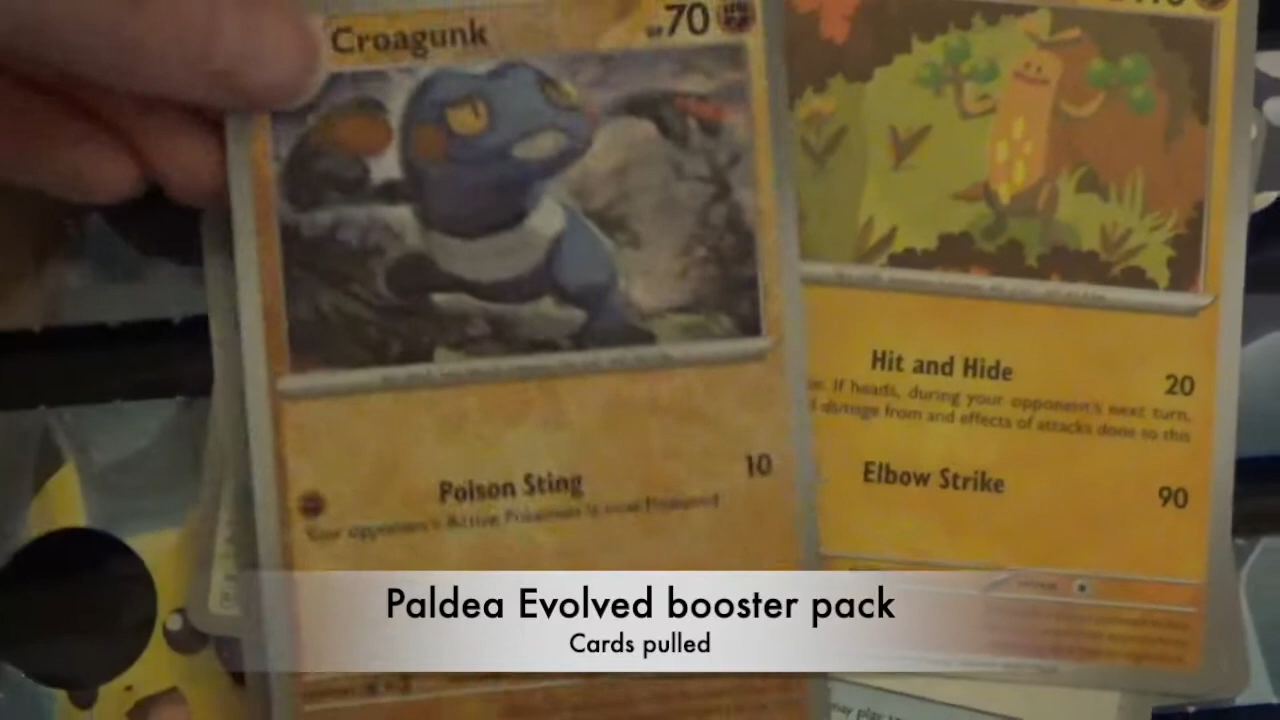 Croagunk
70
Hit and Hide 20
If heads, during your opponent's next turn,
damage from and effects of attacks done to this
Elbow Strike 90
Poison Sting 10
Your opponent's Active Pokémon is now Poisoned
Paldea Evolved booster pack
Cards pulled
may play